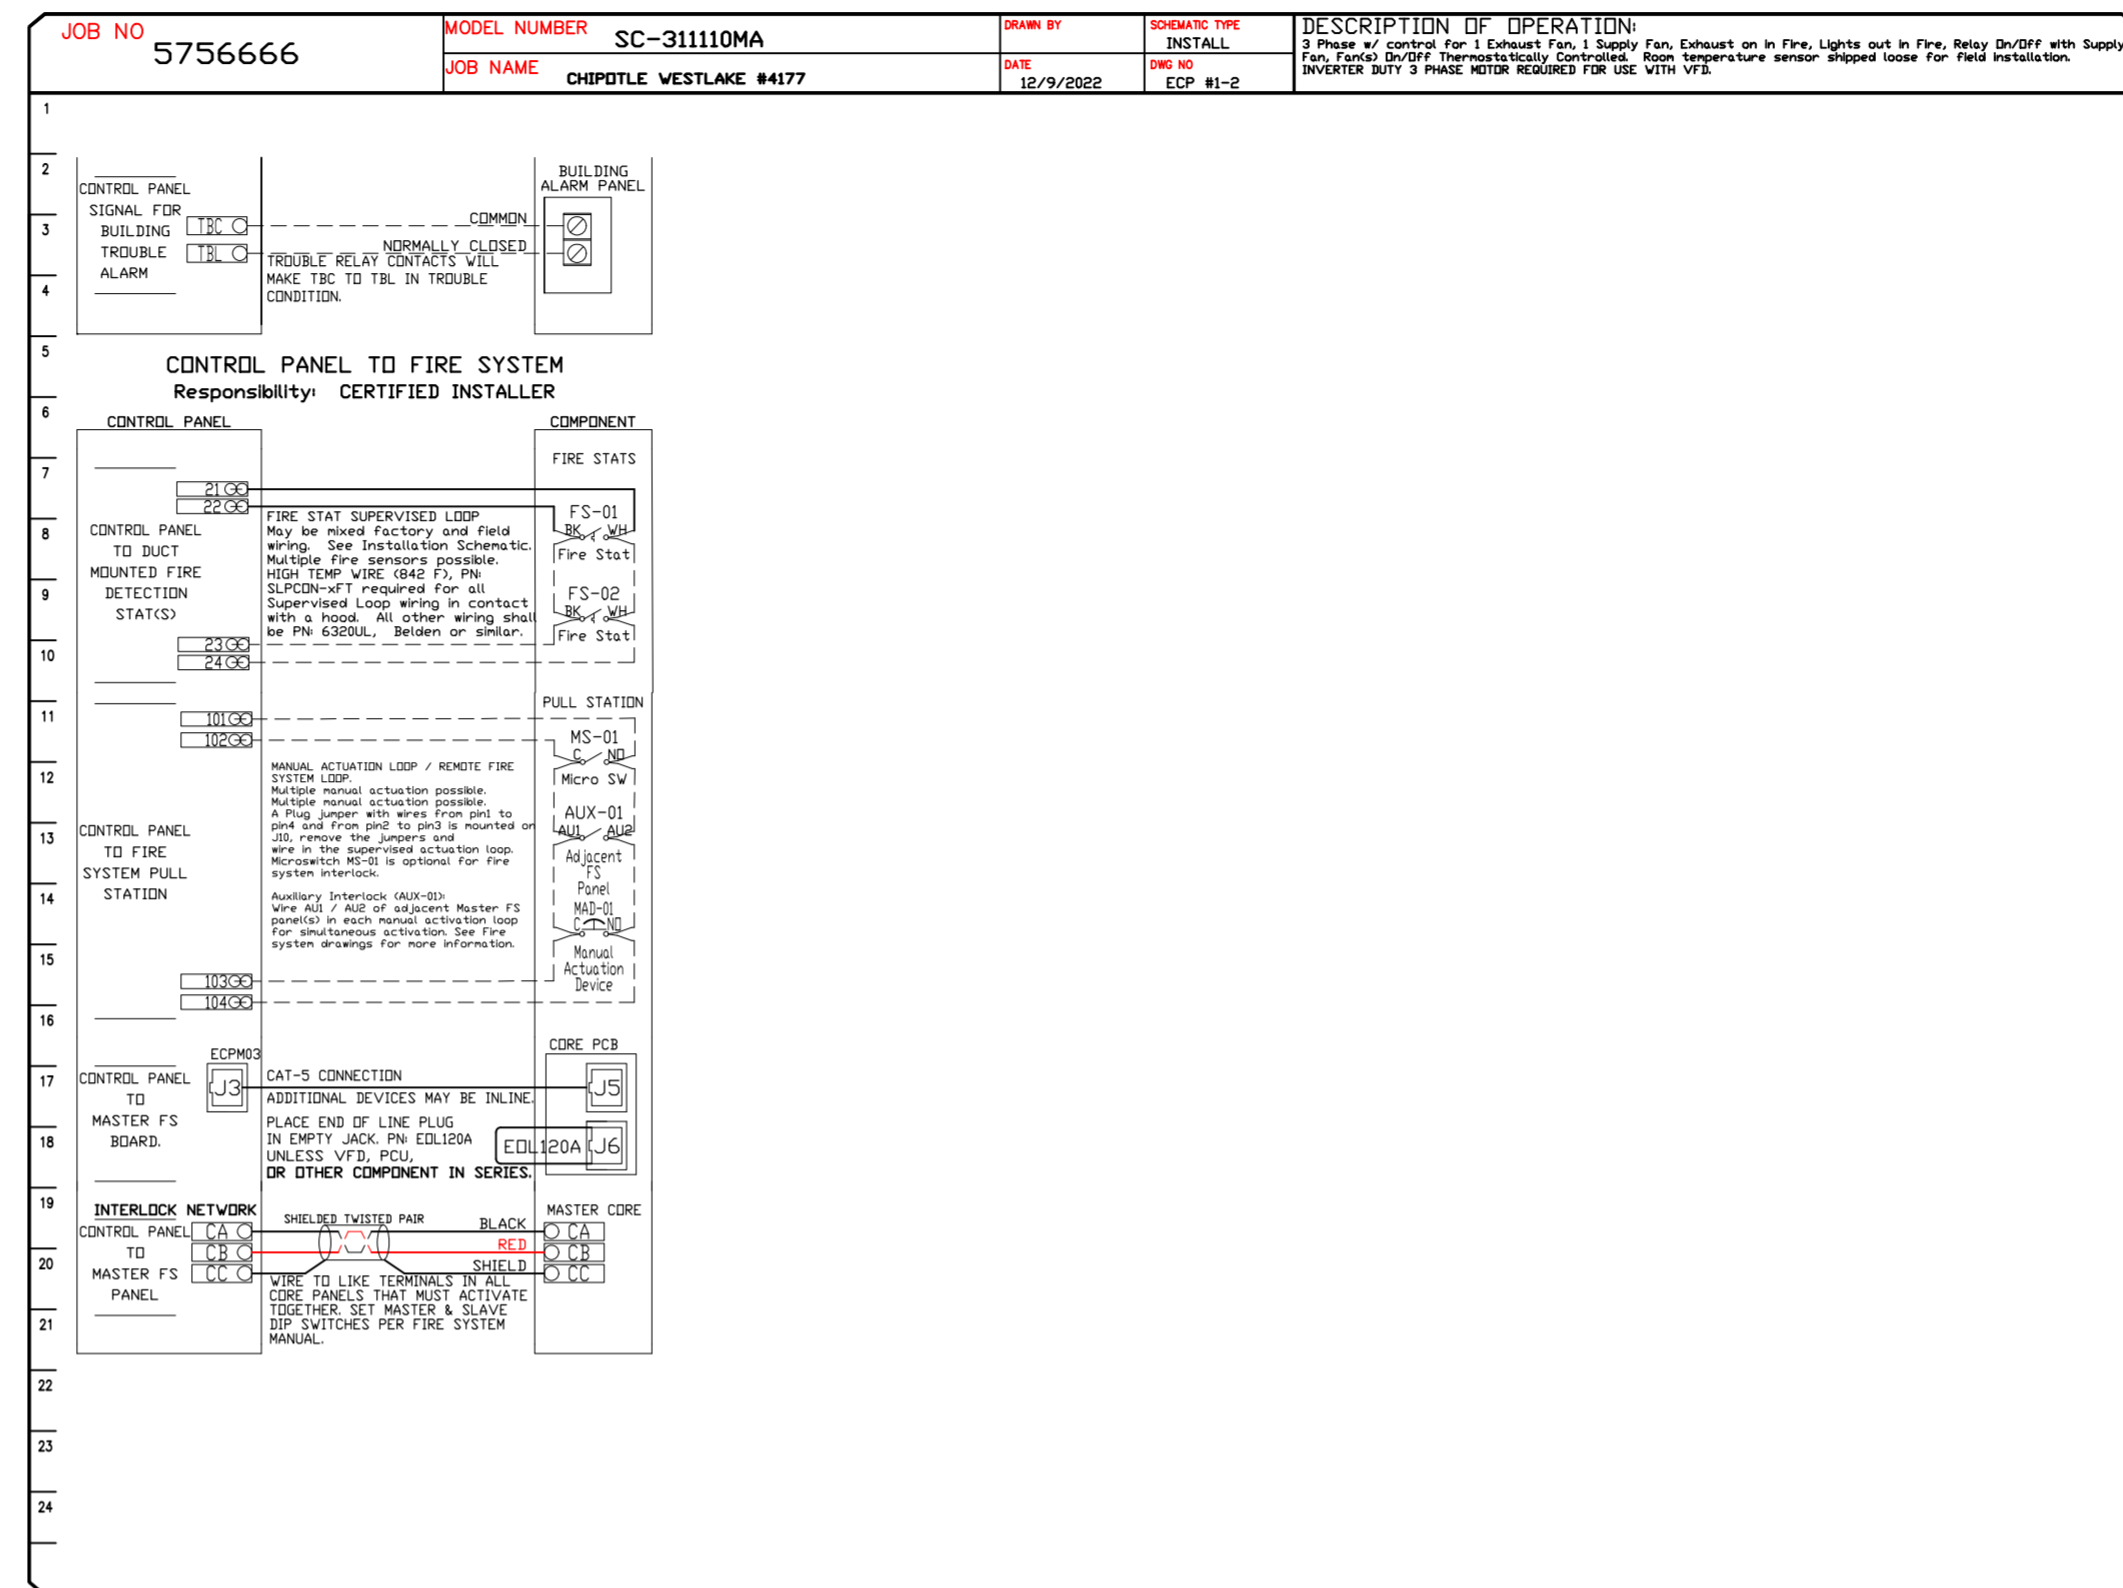 JOB NO
5756666
MODEL NUMBER
SC-311110MA
JOB NAME
CHIPOTLE WESTLAKE #4177
DRAWN BY
DATE
12/9/2022
SCHEMATIC TYPE
INSTALL
DWG NO
ECP #1-2
DESCRIPTION OF OPERATION:
3 Phase w/ control for 1 Exhaust Fan, 1 Supply Fan, Exhaust on in Fire, Lights out in Fire, Relay On/Off with Supply
Fan, Fan(s) On/Off Thermostatically Controlled. Room temperature sensor shipped loose for field installation.
INVERTER DUTY 3 PHASE MOTOR REQUIRED FOR USE WITH VFD.
1
2
3
4
5
6
7
8
9
10
11
12
13
14
15
16
17
18
19
20
21
22
23
24
CONTROL PANEL
SIGNAL FOR
BUILDING
TROUBLE
ALARM
TBC
TBL
COMMON
NORMALLY CLOSED
TROUBLE RELAY CONTACTS WILL
MAKE TBC TO TBL IN TROUBLE
CONDITION.
BUILDING
ALARM PANEL
CONTROL PANEL TO FIRE SYSTEM
Responsibility: CERTIFIED INSTALLER
CONTROL PANEL
COMPONENT
FIRE STATS
21
22
CONTROL PANEL
TO DUCT
MOUNTED FIRE
DETECTION
STAT(S)
23
24
FIRE STAT SUPERVISED LOOP
May be mixed factory and field
wiring. See Installation Schematic.
Multiple fire sensors possible.
HIGH TEMP WIRE (842 F), PN:
SLPCON-xFT required for all
Supervised Loop wiring in contact
with a hood. All other wiring shall
be PN: 6320UL, Belden or similar.
FS-01
BK WH
Fire Stat
FS-02
BK WH
Fire Stat
PULL STATION
101
102
CONTROL PANEL
TO FIRE
SYSTEM PULL
STATION
103
104
MANUAL ACTUATION LOOP / REMOTE FIRE
SYSTEM LOOP.
Multiple manual actuation possible.
Multiple manual actuation possible.
A Plug jumper with wires from pin1 to
pin4 and from pin2 to pin3 is mounted on
J10, remove the jumpers and
wire in the supervised actuation loop.
Microswitch MS-01 is optional for fire
system interlock.
Auxiliary Interlock (AUX-01):
Wire AU1 / AU2 of adjacent Master FS
panel(s) in each manual activation loop
for simultaneous activation. See Fire
system drawings for more information.
MS-01
C NO
Micro SW
AUX-01
AU1 AU2
Adjacent
FS
Panel
MAD-01
C NO
Manual
Actuation
Device
ECPM03
J3
CONTROL PANEL
TO
MASTER FS
BOARD.
CAT-5 CONNECTION
ADDITIONAL DEVICES MAY BE INLINE.
PLACE END OF LINE PLUG
IN EMPTY JACK. PN: EOL120A
UNLESS VFD, PCU,
OR OTHER COMPONENT IN SERIES.
CORE PCB
J5
EOL120A
J6
INTERLOCK NETWORK
CONTROL PANEL
TO
MASTER FS
PANEL
CA
CB
CC
SHIELDED TWISTED PAIR
BLACK
RED
SHIELD
MASTER CORE
CA
CB
CC
WIRE TO LIKE TERMINALS IN ALL
CORE PANELS THAT MUST ACTIVATE
TOGETHER. SET MASTER & SLAVE
DIP SWITCHES PER FIRE SYSTEM
MANUAL.